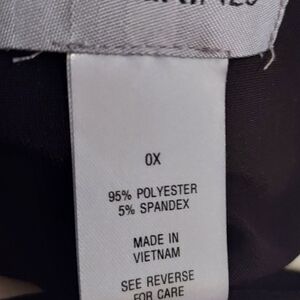 0X
95% POLYESTER
5% SPANDEX
MADE IN
VIETNAM
SEE REVERSE
FOR CARE